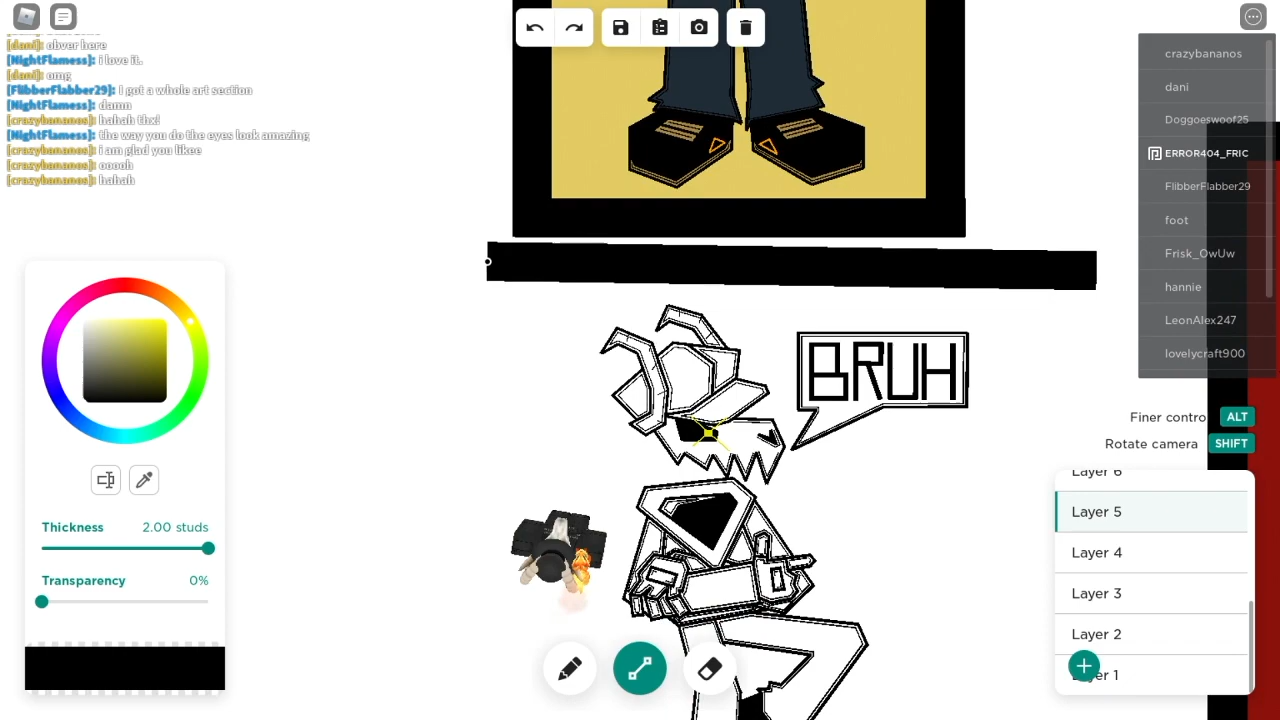 [dani]: obver here
[NightFlamess]: i love it..
[dani]: omg
[FlibberFlabber29]: I got a whole art section
[NightFlamess]: damn
[crazybananos]: hahah thx!
[NightFlamess]: the way you do the eyes look amazing
[crazybananos]: i am glad you likee
[crazybananos]: ooooh
[crazybananos]: hahah
crazybananos
dani
Doggoeswoof25
ERROR404_FRIC
FlibberFlabber29
foot
Frisk_OwUw
hannie
LeonAlex247
lovelycraft900
BRUH
Finer contro ALT
Rotate camera SHIFT
Thickness 2.00 studs
Transparency 0%
Layer 6
Layer 5
Layer 4
Layer 3
Layer 2
yer 1